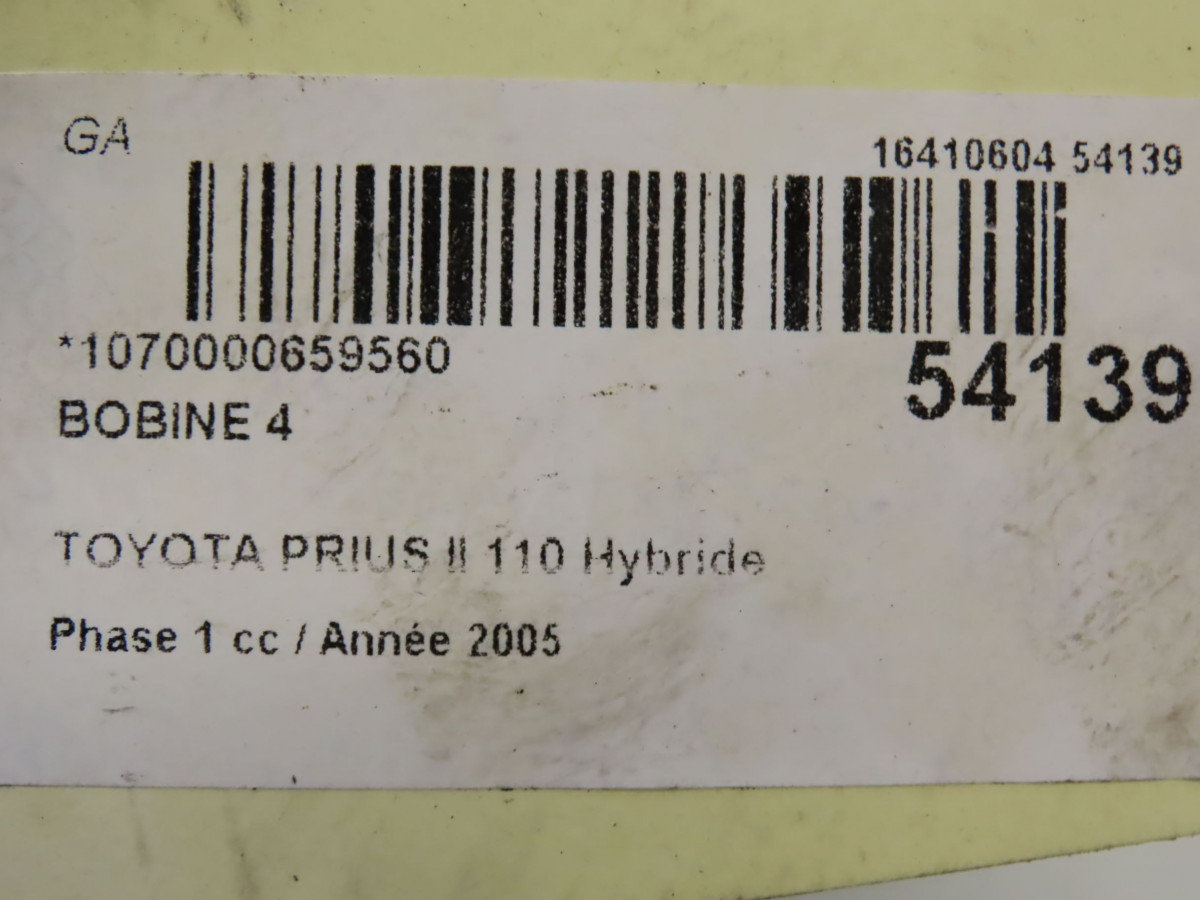 GA
16410604 54139
*1070000659560
54139
BOBINE 4
TOYOTA PRIUS II 110 Hybride
Phase 1 cc / Année 2005